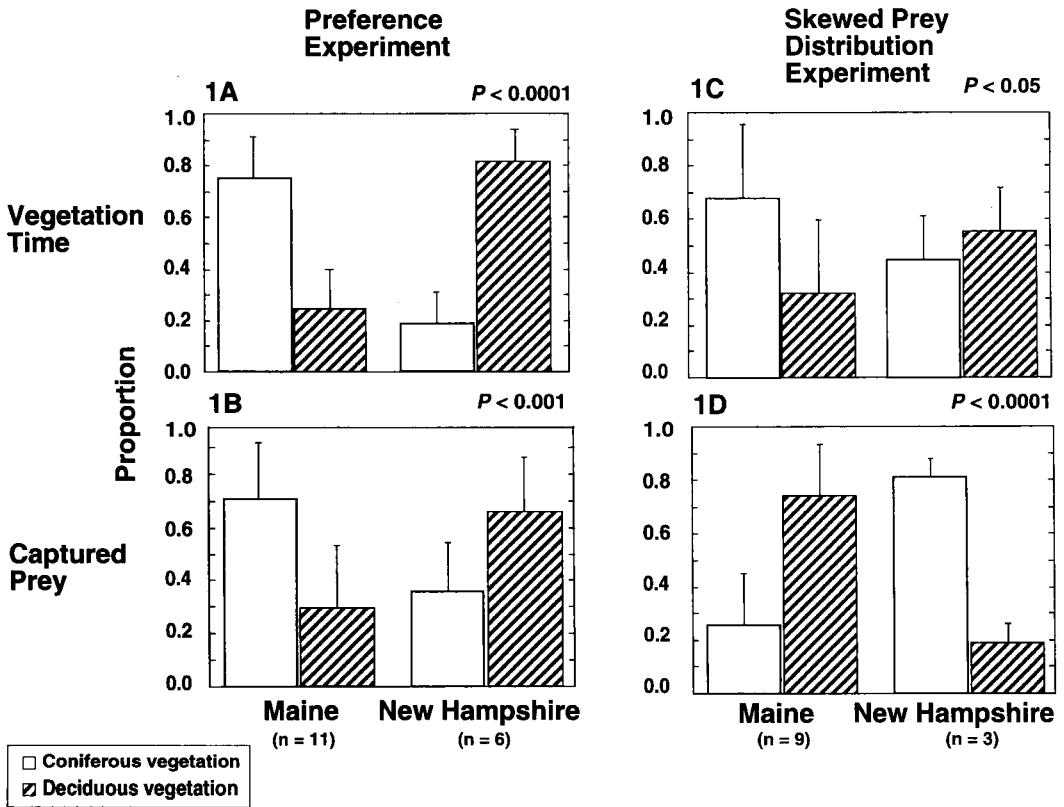 Preference
Experiment
Skewed Prey
Distribution
Experiment
1A
P < 0.0001
1.0
0.8
0.6
0.4
0.2
0.0
1C
P < 0.05
1.0
0.8
0.6
0.4
0.2
0.0
Vegetation
Time
Proportion
1B
P < 0.001
1.0
0.8
0.6
0.4
0.2
0.0
1D
P < 0.0001
1.0
0.8
0.6
0.4
0.2
0.0
Captured
Prey
Maine
(n = 11)
New Hampshire
(n = 6)
Maine
(n = 9)
New Hampshire
(n = 3)
Coniferous vegetation
Deciduous vegetation